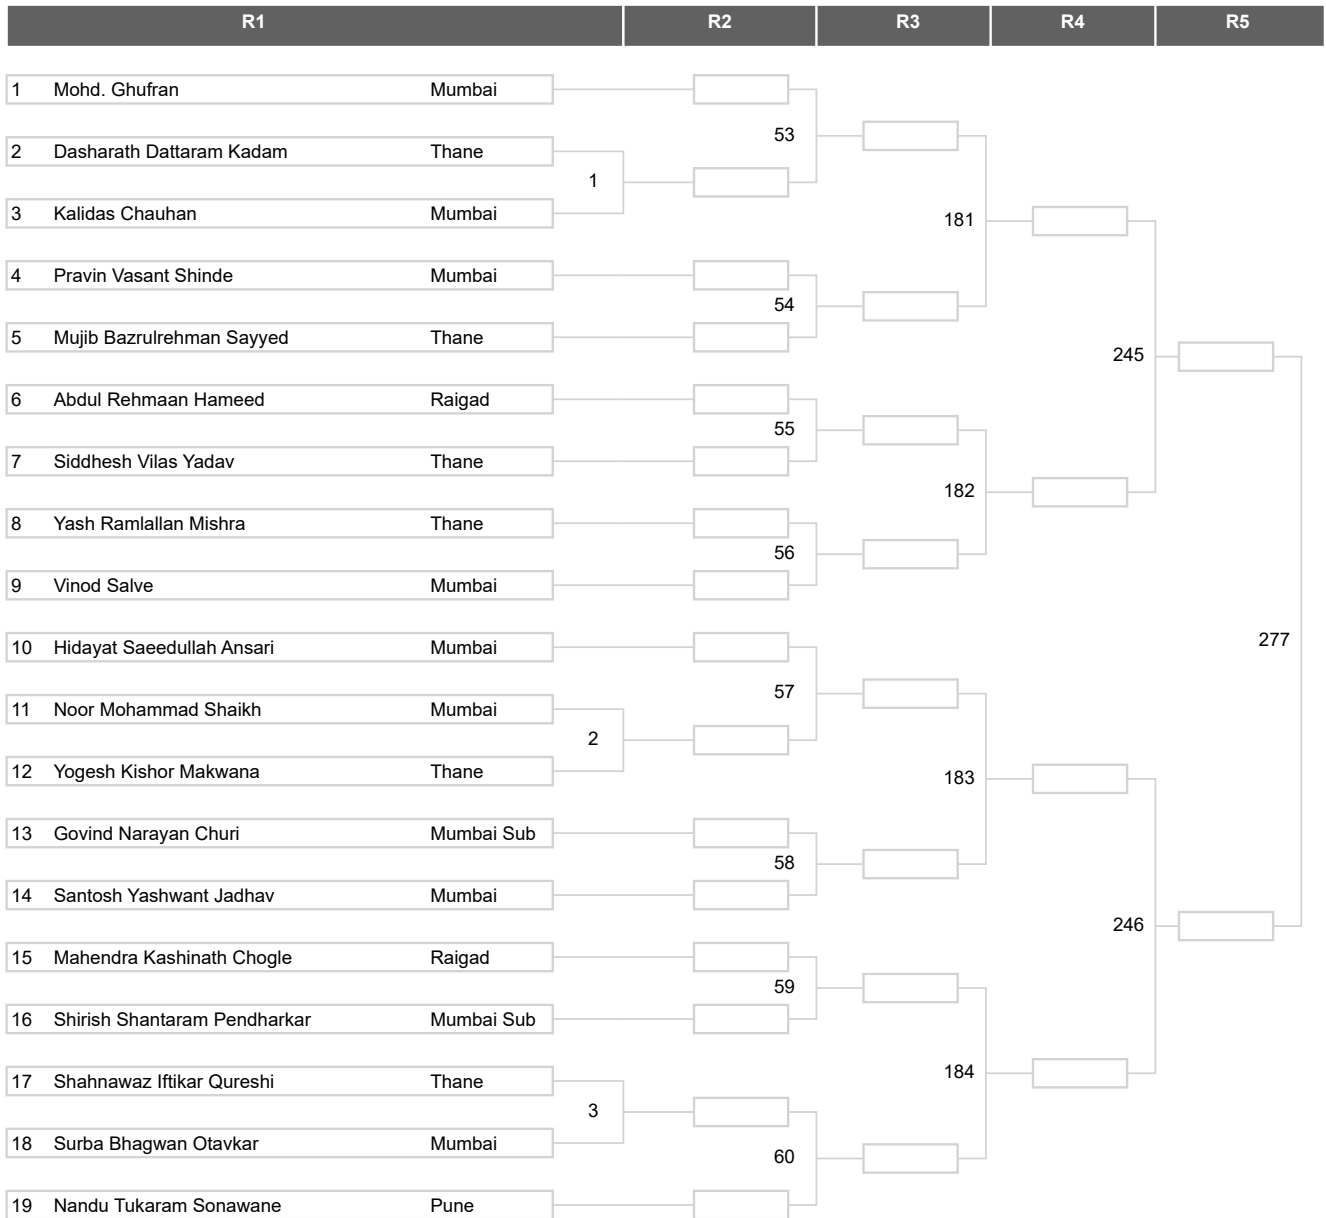 R1 R2 R3 R4 R5
1 Mohd. Ghufran Mumbai
53
2 Dasharath Dattaram Kadam Thane
1
3 Kalidas Chauhan Mumbai
181
4 Pravin Vasant Shinde Mumbai
54
5 Mujib Bazrulrehman Sayyed Thane
245
6 Abdul Rehmaan Hameed Raigad
55
7 Siddhesh Vilas Yadav Thane
182
8 Yash Ramlallan Mishra Thane
56
9 Vinod Salve Mumbai
277
10 Hidayat Saeedullah Ansari Mumbai
57
11 Noor Mohammad Shaikh Mumbai
2
12 Yogesh Kishor Makwana Thane
183
13 Govind Narayan Churi Mumbai Sub
58
14 Santosh Yashwant Jadhav Mumbai
246
15 Mahendra Kashinath Chogle Raigad
59
16 Shirish Shantaram Pendharkar Mumbai Sub
184
17 Shahnawaz Iftikar Qureshi Thane
3
18 Surba Bhagwan Otavkar Mumbai
60
19 Nandu Tukaram Sonawane Pune